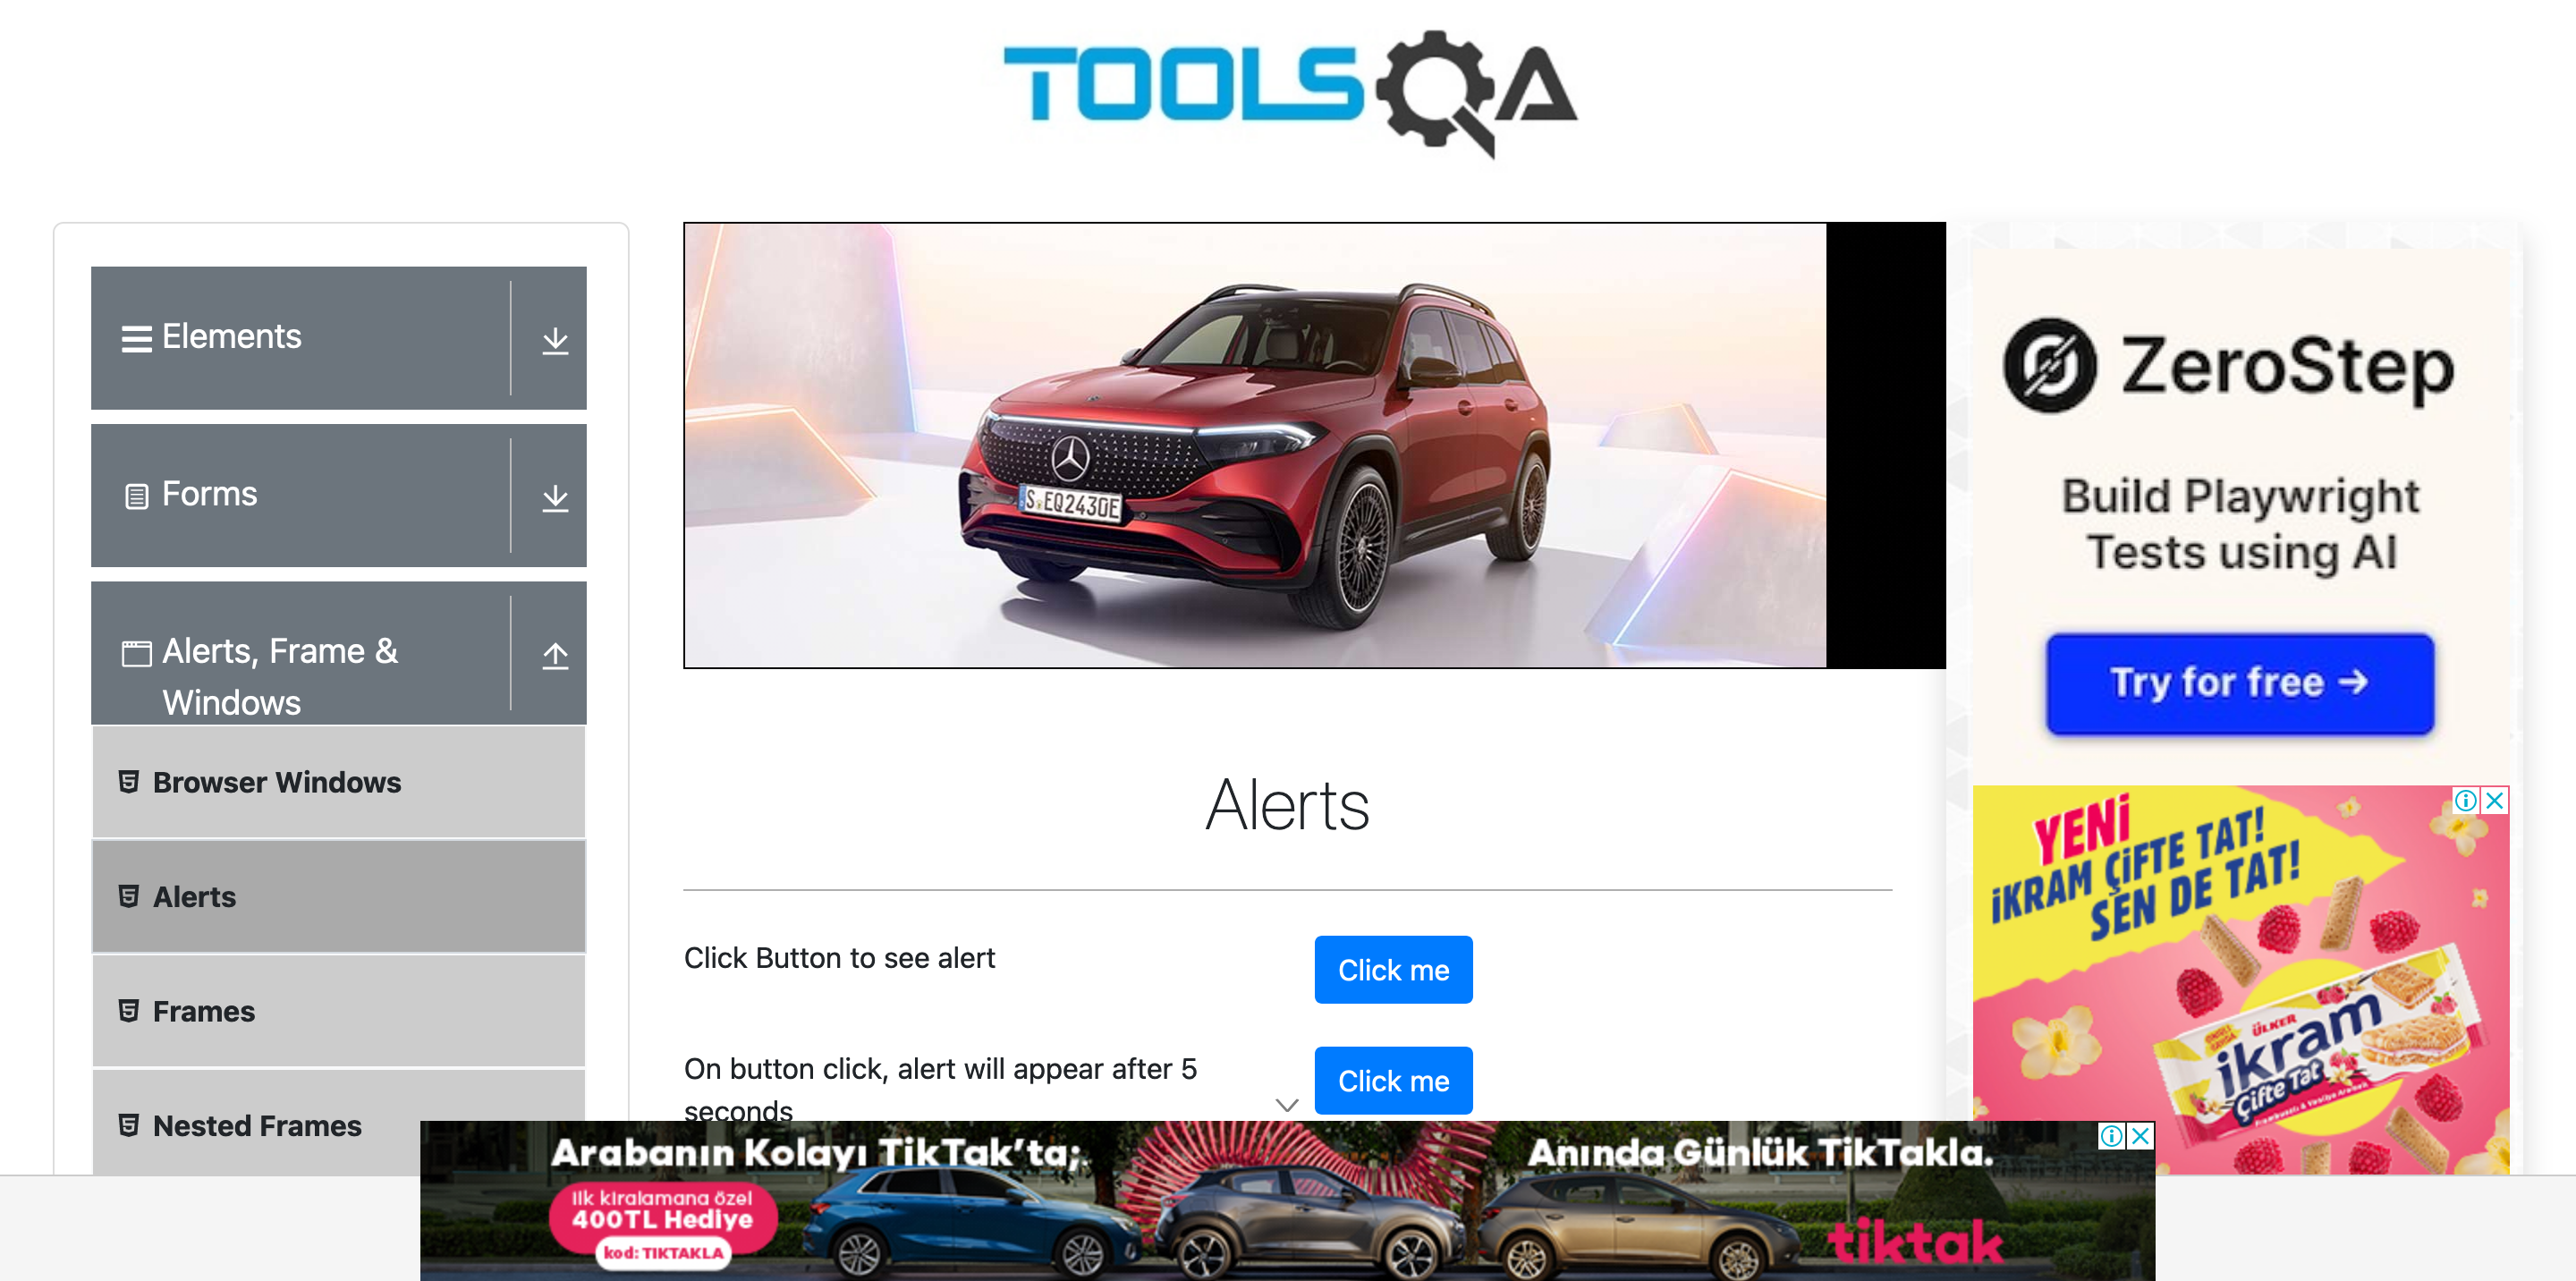 TOOLSQA
Elements
Forms
Alerts, Frame &
Windows
Browser Windows
Alerts
Frames
Nested Frames
S EQ2430E
Alerts
Click Button to see alert
Click me
On button click, alert will appear after 5
seconds
Click me
ZeroStep
Build Playwright
Tests using AI
Try for free →
YENİ
İKRAM ÇİFTE TAT!
SEN DE TAT!
ÜLKER
ikram
Çifte Tat
Arabanın Kolayı TikTak’ta;
Anında Günlük TikTakla.
İlk kiralamana özel
400TL Hediye
kod: TIKTAKLA
tiktak